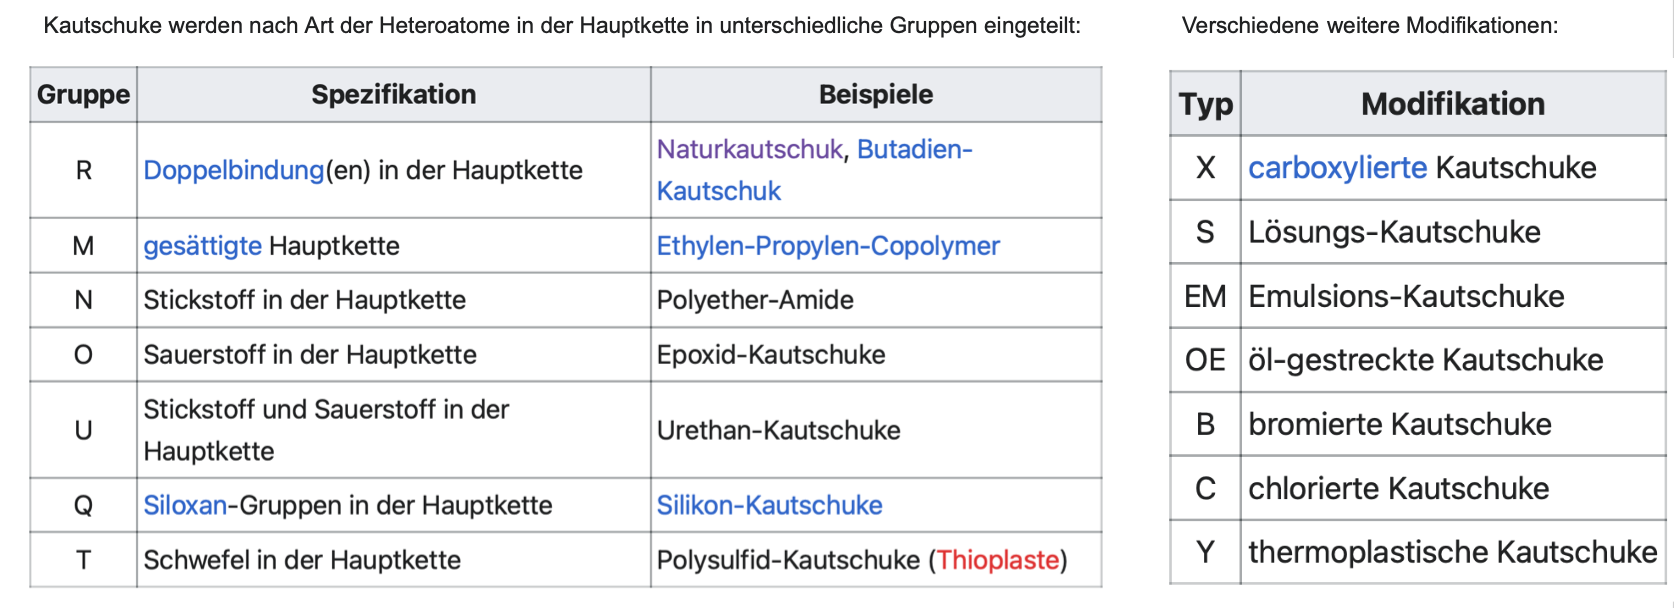 Kautschuke werden nach Art der Heteroatome in der Hauptkette in unterschiedliche Gruppen eingeteilt:
Gruppe Spezifikation Beispiele
R Doppelbindung(en) in der Hauptkette Naturkautschuk, Butadien-
Kautschuk
M gesättigte Hauptkette Ethylen-Propylen-Copolymer
N Stickstoff in der Hauptkette Polyether-Amide
O Sauerstoff in der Hauptkette Epoxid-Kautschuke
U Stickstoff und Sauerstoff in der
Hauptkette Urethan-Kautschuke
Q Siloxan-Gruppen in der Hauptkette Silikon-Kautschuke
T Schwefel in der Hauptkette Polysulfid-Kautschuke (Thioplaste)
Verschiedene weitere Modifikationen:
Typ Modifikation
X carboxylierte Kautschuke
S Lösungs-Kautschuke
EM Emulsions-Kautschuke
OE öl-gestreckte Kautschuke
B bromierte Kautschuke
C chlorierte Kautschuke
Y thermoplastische Kautschuke